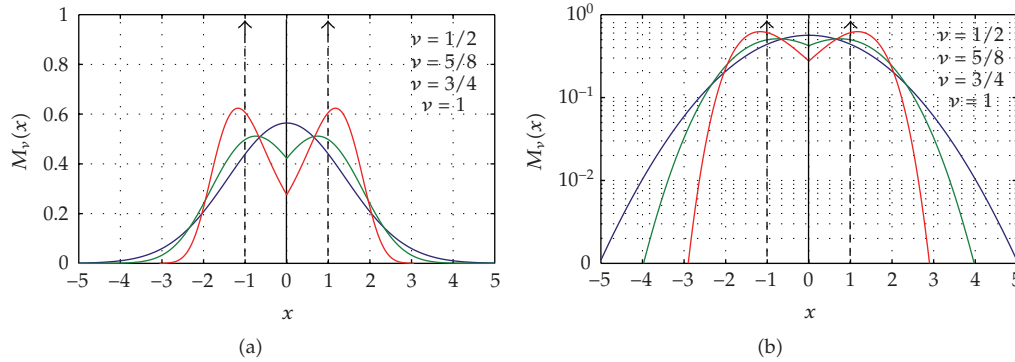 1
0.8
0.6
0.4
0.2
0
M_ν(x)
ν = 1/2
ν = 5/8
ν = 3/4
ν = 1
−5 −4 −3 −2 −1 0 1 2 3 4 5
x
(a)
10^0
10^−1
10^−2
0
M_ν(x)
ν = 1/2
ν = 5/8
ν = 3/4
ν = 1
−5 −4 −3 −2 −1 0 1 2 3 4 5
x
(b)